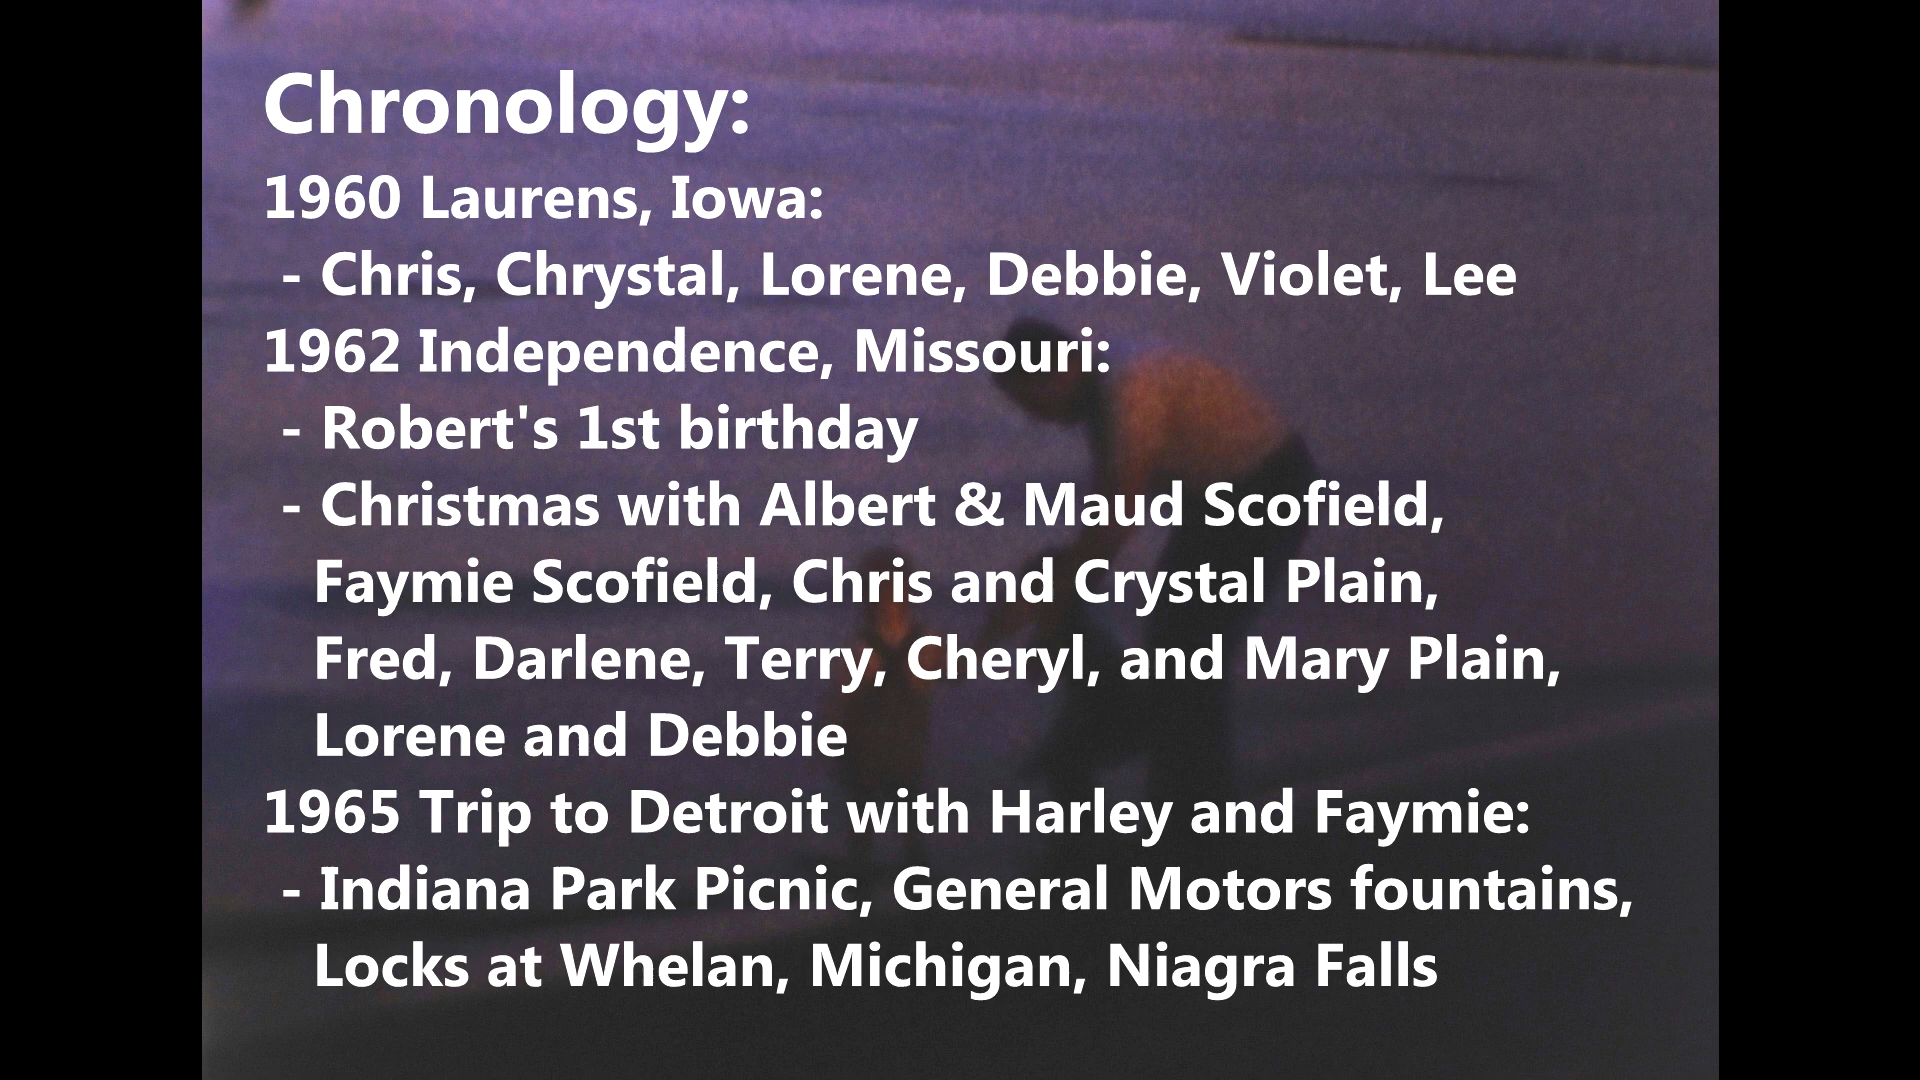 Chronology:
1960 Laurens, Iowa:
- Chris, Chrystal, Lorene, Debbie, Violet, Lee
1962 Independence, Missouri:
- Robert's 1st birthday
- Christmas with Albert & Maud Scofield,
Faymie Scofield, Chris and Crystal Plain,
Fred, Darlene, Terry, Cheryl, and Mary Plain,
Lorene and Debbie
1965 Trip to Detroit with Harley and Faymie:
- Indiana Park Picnic, General Motors fountains,
Locks at Whelan, Michigan, Niagra Falls